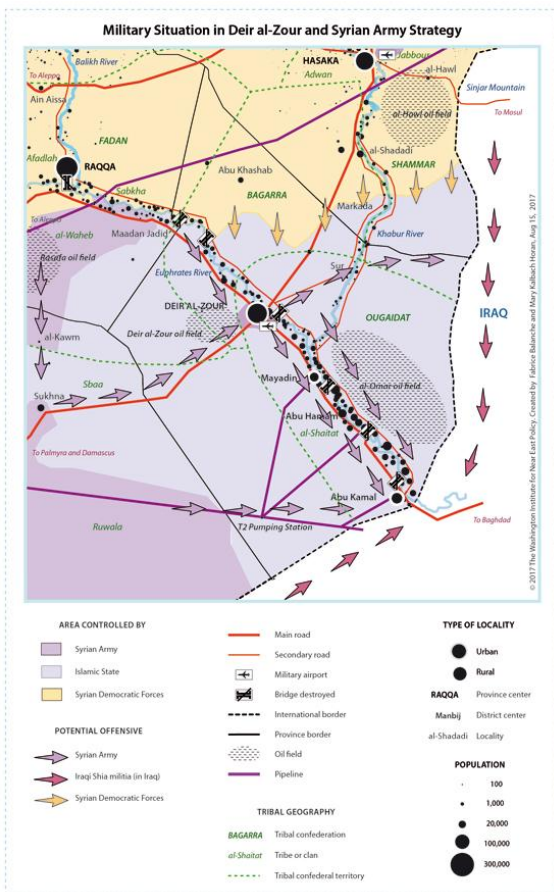 Military Situation in Deir al-Zour and Syrian Army Strategy
Balikh River
HASAKA
Jabbous
Adwan
al-Hawl
To Aleppo
Sinjar Mountain
Ain Aissa
al-Hawl oil field
To Mosul
FADAN
al-Shadadi
Afadlah
RAQQA
Abu Khashab
SHAMMAR
Sabkha
BAGARRA
Markada
To Aleppo
al-Waheb
Maadan Jadid
Khabur River
Rasafa oil field
Euphrates River
Sur
DEIR AL-ZOUR
OUGAIDAT
IRAQ
al-Kawm
Deir al-Zour oil field
Mayadin
al-Omar oil field
Sbaa
Sukhna
Abu Hamam
al-Shaitat
To Palmyra and Damascus
Abu Kamal
To Baghdad
T2 Pumping Station
Ruwala
© 2017 The Washington Institute for Near East Policy. Created by Fabrice Balanche and Mary Kalbach Horan, Aug 15, 2017
AREA CONTROLLED BY
Syrian Army
Islamic State
Syrian Democratic Forces
POTENTIAL OFFENSIVE
Syrian Army
Iraqi Shia militia (in Iraq)
Syrian Democratic Forces
Main road
Secondary road
Military airport
Bridge destroyed
International border
Province border
Oil field
Pipeline
TRIBAL GEOGRAPHY
BAGARRA Tribal confederation
al-Shaitat Tribe or clan
Tribal confederal territory
TYPE OF LOCALITY
Urban
Rural
RAQQA Province center
Manbij District center
al-Shadadi Locality
POPULATION
100
1,000
20,000
100,000
300,000